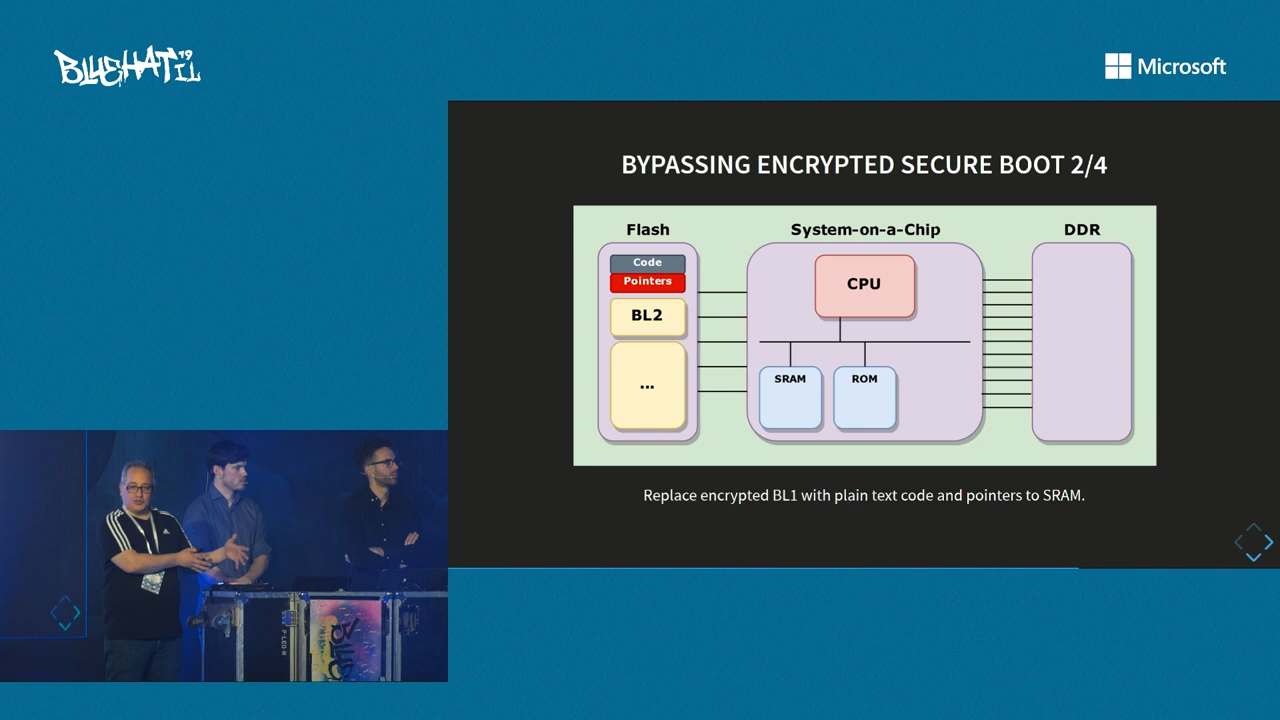 BLUEHAT 19
IL
Microsoft
BYPASSING ENCRYPTED SECURE BOOT 2/4
Flash
System-on-a-Chip
DDR
Code
Pointers
CPU
BL2
...
SRAM
ROM
Replace encrypted BL1 with plain text code and pointers to SRAM.